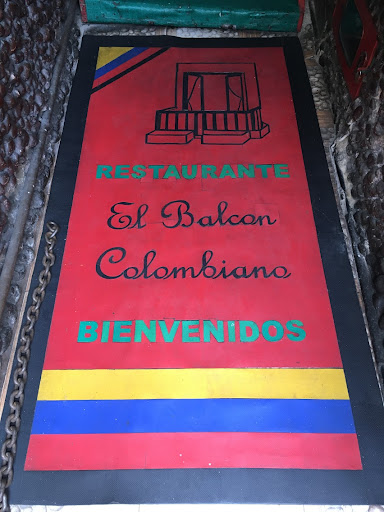 RESTAURANTE
El Balcon
Colombiano
BIENVENIDOS